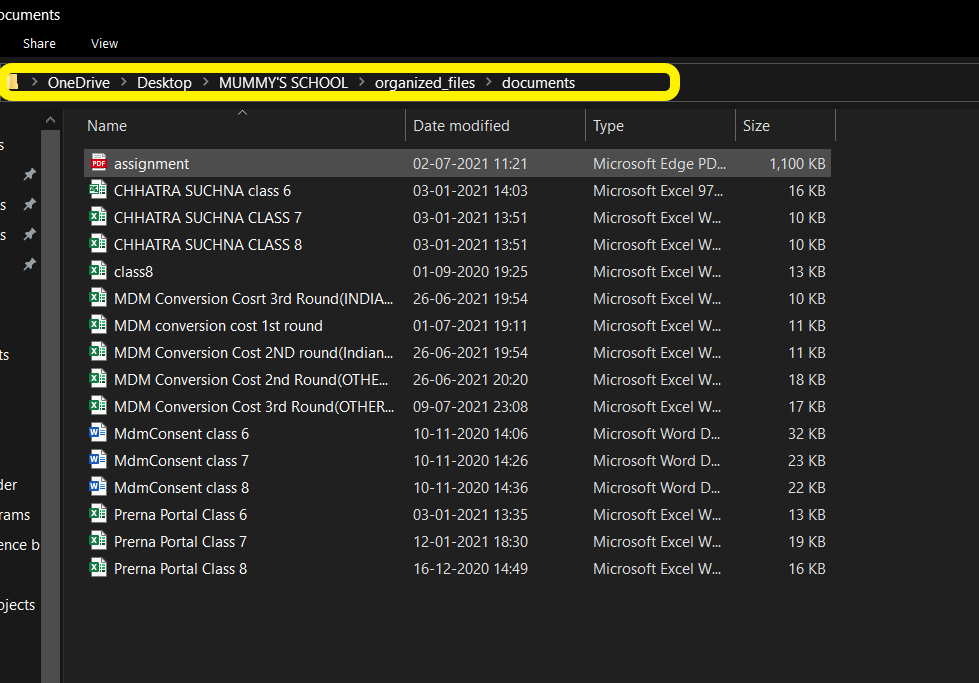 ocuments
Share View
OneDrive > Desktop > MUMMY'S SCHOOL > organized_files > documents
Name Date modified Type Size
PDF assignment 02-07-2021 11:21 Microsoft Edge PD... 1,100 KB
CHHATRA SUCHNA class 6 03-01-2021 14:03 Microsoft Excel 97... 16 KB
CHHATRA SUCHNA CLASS 7 03-01-2021 13:51 Microsoft Excel W... 10 KB
s CHHATRA SUCHNA CLASS 8 03-01-2021 13:51 Microsoft Excel W... 10 KB
class8 01-09-2020 19:25 Microsoft Excel W... 13 KB
MDM Conversion Cosrt 3rd Round(INDIA... 26-06-2021 19:54 Microsoft Excel W... 10 KB
MDM conversion cost 1st round 01-07-2021 19:11 Microsoft Excel W... 11 KB
ts MDM Conversion Cost 2ND round(Indian... 26-06-2021 19:54 Microsoft Excel W... 11 KB
MDM Conversion Cost 2nd Round(OTHE... 26-06-2021 20:20 Microsoft Excel W... 18 KB
MDM Conversion Cost 3rd Round(OTHER... 09-07-2021 23:08 Microsoft Excel W... 17 KB
MdmConsent class 6 10-11-2020 14:06 Microsoft Word D... 32 KB
MdmConsent class 7 10-11-2020 14:26 Microsoft Word D... 23 KB
der MdmConsent class 8 10-11-2020 14:36 Microsoft Word D... 22 KB
rams Prerna Portal Class 6 03-01-2021 13:35 Microsoft Excel W... 13 KB
ence b Prerna Portal Class 7 12-01-2021 18:30 Microsoft Excel W... 19 KB
Prerna Portal Class 8 16-12-2020 14:49 Microsoft Excel W... 16 KB
ojects